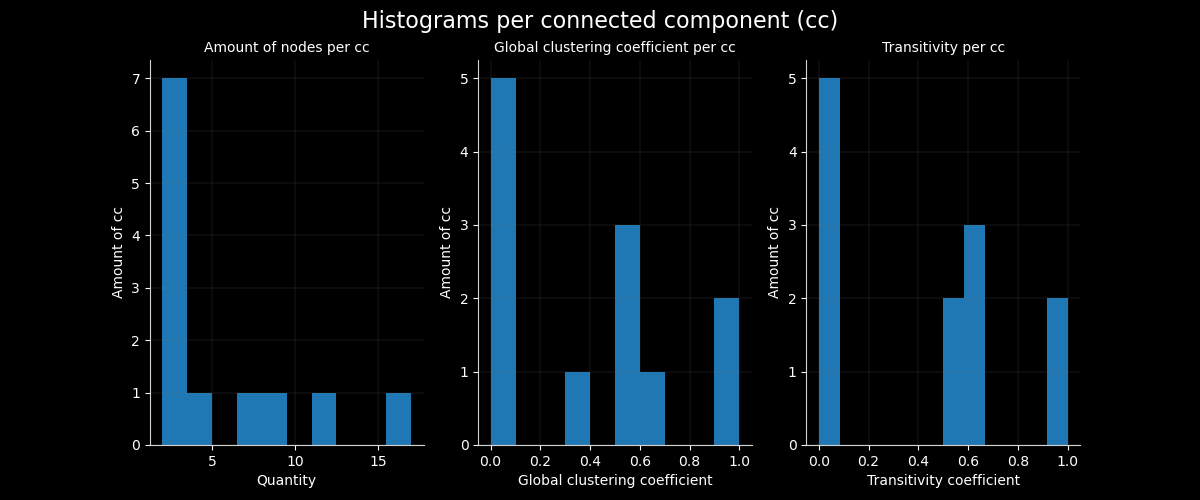 Histograms per connected component (cc)
Amount of nodes per cc
Amount of cc
7
6
5
4
3
2
1
0
5 10 15
Quantity
Global clustering coefficient per cc
Amount of cc
5
4
3
2
1
0
0.0 0.2 0.4 0.6 0.8 1.0
Global clustering coefficient
Transitivity per cc
Amount of cc
5
4
3
2
1
0
0.0 0.2 0.4 0.6 0.8 1.0
Transitivity coefficient